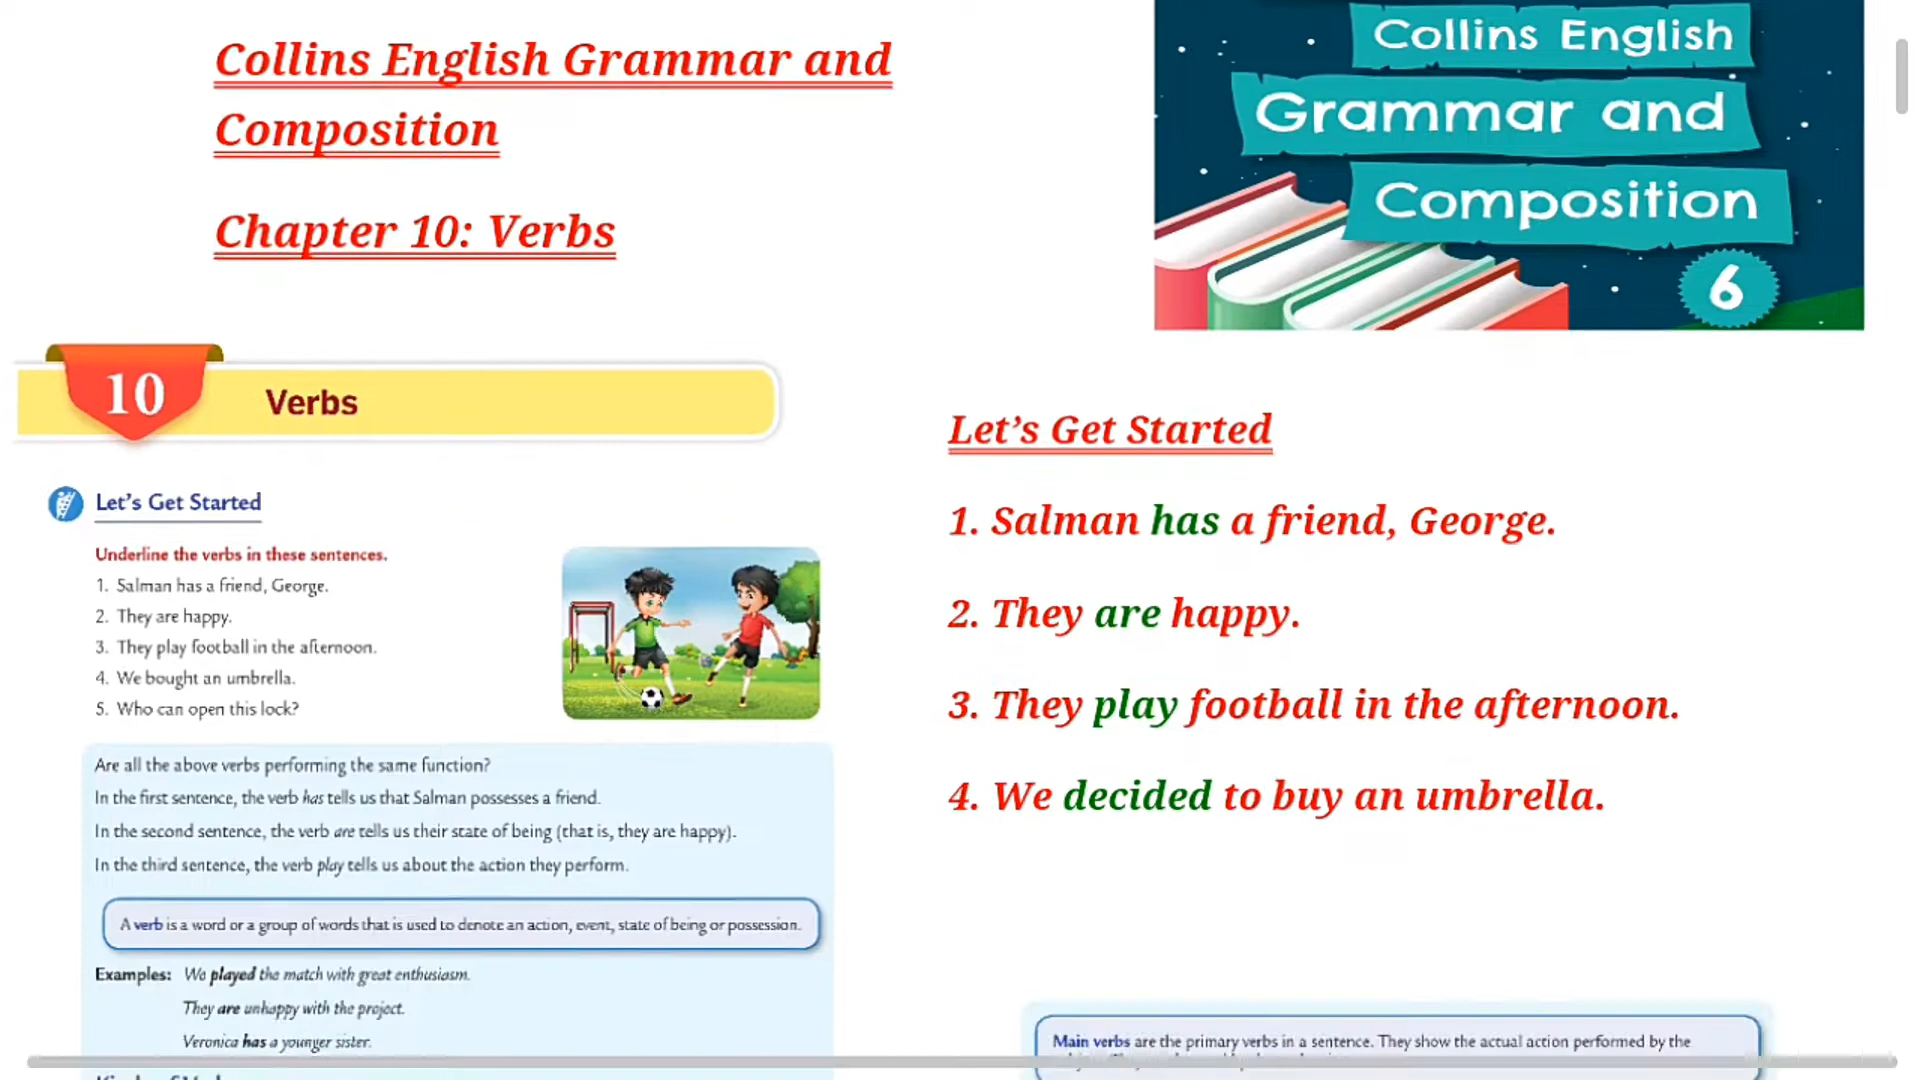 Collins English Grammar and
Composition
Chapter 10: Verbs
Collins English
Grammar and
Composition
6
10
Verbs
Let's Get Started
Underline the verbs in these sentences.
1. Salman has a friend, George.
2. They are happy.
3. They play football in the afternoon.
4. We bought an umbrella.
5. Who can open this lock?
Are all the above verbs performing the same function?
In the first sentence, the verb has tells us that Salman possesses a friend.
In the second sentence, the verb are tells us their state of being (that is, they are happy).
In the third sentence, the verb play tells us about the action they perform.
A verb is a word or a group of words that is used to denote an action, event, state of being or possession.
Examples: We played the match with great enthusiasm.
They are unhappy with the project.
Veronica has a younger sister.
Let's Get Started
1. Salman has a friend, George.
2. They are happy.
3. They play football in the afternoon.
4. We decided to buy an umbrella.
Main verbs are the primary verbs in a sentence. They show the actual action performed by the